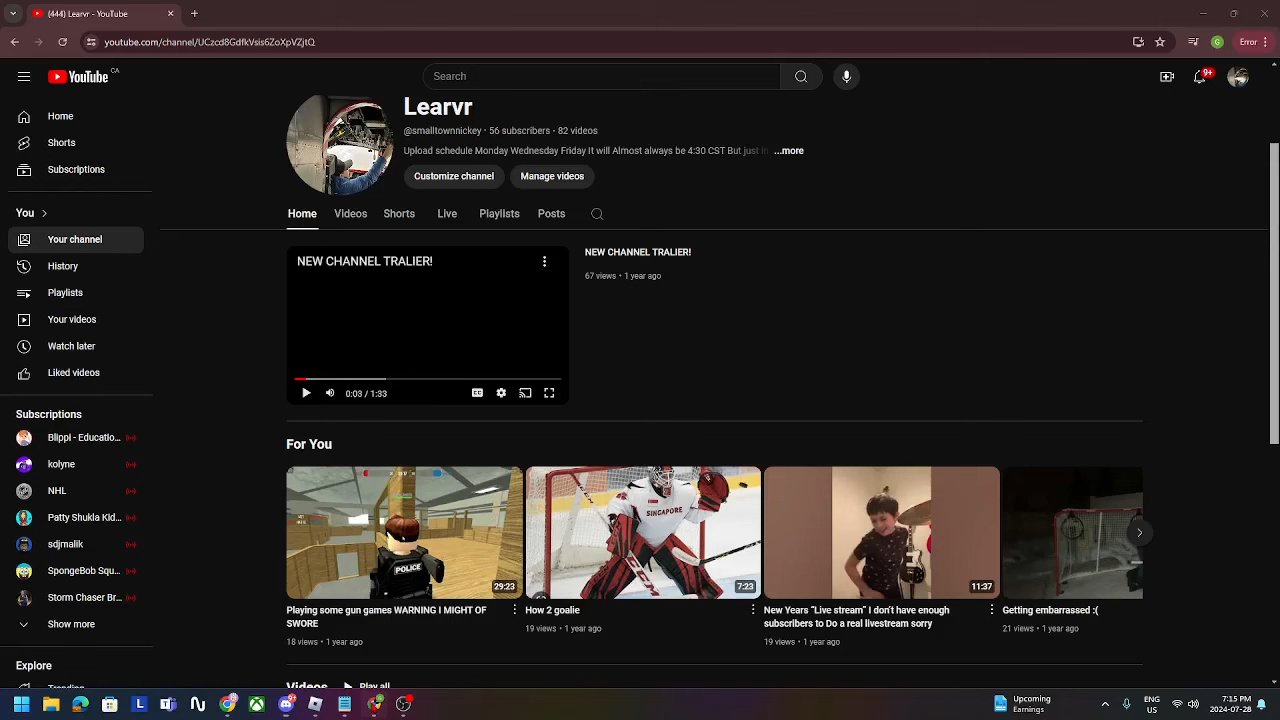 (444) Learvr - YouTube
youtube.com/channel/UCzcd8GdfkVsis6ZoXpVZjtQ
Error
YouTube CA
Search
9+
Home
Shorts
Subscriptions
You
Your channel
History
Playlists
Your videos
Watch later
Liked videos
Subscriptions
Blippi - Educatio...
kolyne
NHL
Patty Shukla Kid...
sdjmalik
SpongeBob Squ...
Storm Chaser Br...
Show more
Explore
Learvr
@smalltownnickey · 56 subscribers · 82 videos
Upload schedule Monday Wednesday Friday It will Almost always be 4:30 CST But just in ...more
Customize channel
Manage videos
Home Videos Shorts Live Playlists Posts
NEW CHANNEL TRALIER!
0:03 / 1:33
NEW CHANNEL TRALIER!
67 views • 1 year ago
For You
POLICE
29:23
Playing some gun games WARNING I MIGHT OF
SWORE
18 views • 1 year ago
SINGAPORE
7:23
How 2 goalie
19 views • 1 year ago
11:37
New Years "Live stream" I don't have enough
subscribers to Do a real livestream sorry
19 views • 1 year ago
Getting embarrassed :(
21 views • 1 year ago
Videos
Play all
Upcoming
Earnings
ENG
US
7:15 PM
2024-07-28